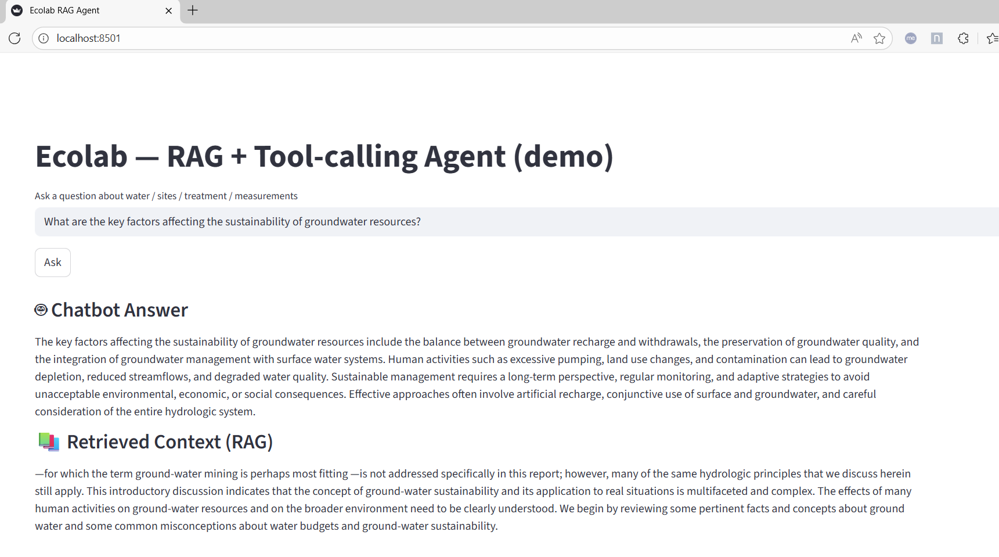 Ecolab RAG Agent
localhost:8501
me
n
Ecolab — RAG + Tool-calling Agent (demo)
Ask a question about water / sites / treatment / measurements
What are the key factors affecting the sustainability of groundwater resources?
Ask
Chatbot Answer
The key factors affecting the sustainability of groundwater resources include the balance between groundwater recharge and withdrawals, the preservation of groundwater quality, and
the integration of groundwater management with surface water systems. Human activities such as excessive pumping, land use changes, and contamination can lead to groundwater
depletion, reduced streamflows, and degraded water quality. Sustainable management requires a long-term perspective, regular monitoring, and adaptive strategies to avoid
unacceptable environmental, economic, or social consequences. Effective approaches often involve artificial recharge, conjunctive use of surface and groundwater, and careful
consideration of the entire hydrologic system.
Retrieved Context (RAG)
—for which the term ground-water mining is perhaps most fitting —is not addressed specifically in this report; however, many of the same hydrologic principles that we discuss herein
still apply. This introductory discussion indicates that the concept of ground-water sustainability and its application to real situations is multifaceted and complex. The effects of many
human activities on ground-water resources and on the broader environment need to be clearly understood. We begin by reviewing some pertinent facts and concepts about ground
water and some common misconceptions about water budgets and ground-water sustainability.